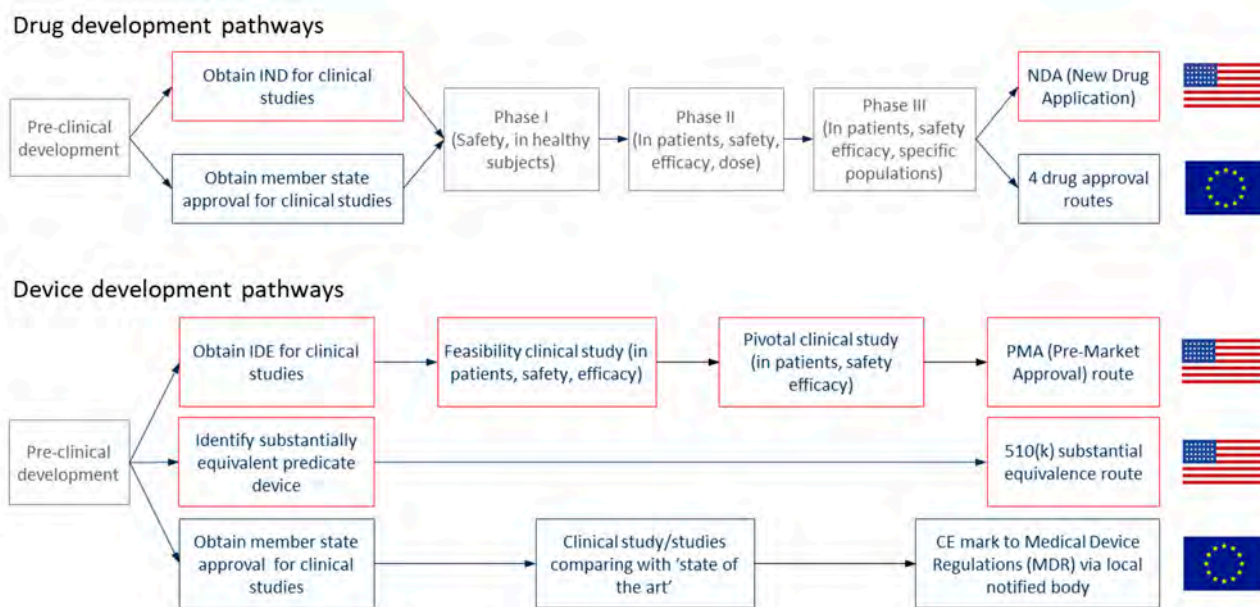 Drug development pathways
Obtain IND for clinical
studies
NDA (New Drug
Application)
Pre-clinical
development
Phase I
(Safety, in healthy
subjects)
Phase II
(In patients, safety,
efficacy, dose)
Phase III
(In patients, safety
efficacy, specific
populations)
Obtain member state
approval for clinical studies
4 drug approval
routes
Device development pathways
Obtain IDE for clinical
studies
Feasibility clinical study (in
patients, safety, efficacy)
Pivotal clinical study
(in patients, safety
efficacy)
PMA (Pre-Market
Approval) route
Pre-clinical
development
Identify substantially
equivalent predicate
device
510(k) substantial
equivalence route
Obtain member state
approval for clinical
studies
Clinical study/studies
comparing with ‘state of
the art’
CE mark to Medical Device
Regulations (MDR) via local
notified body